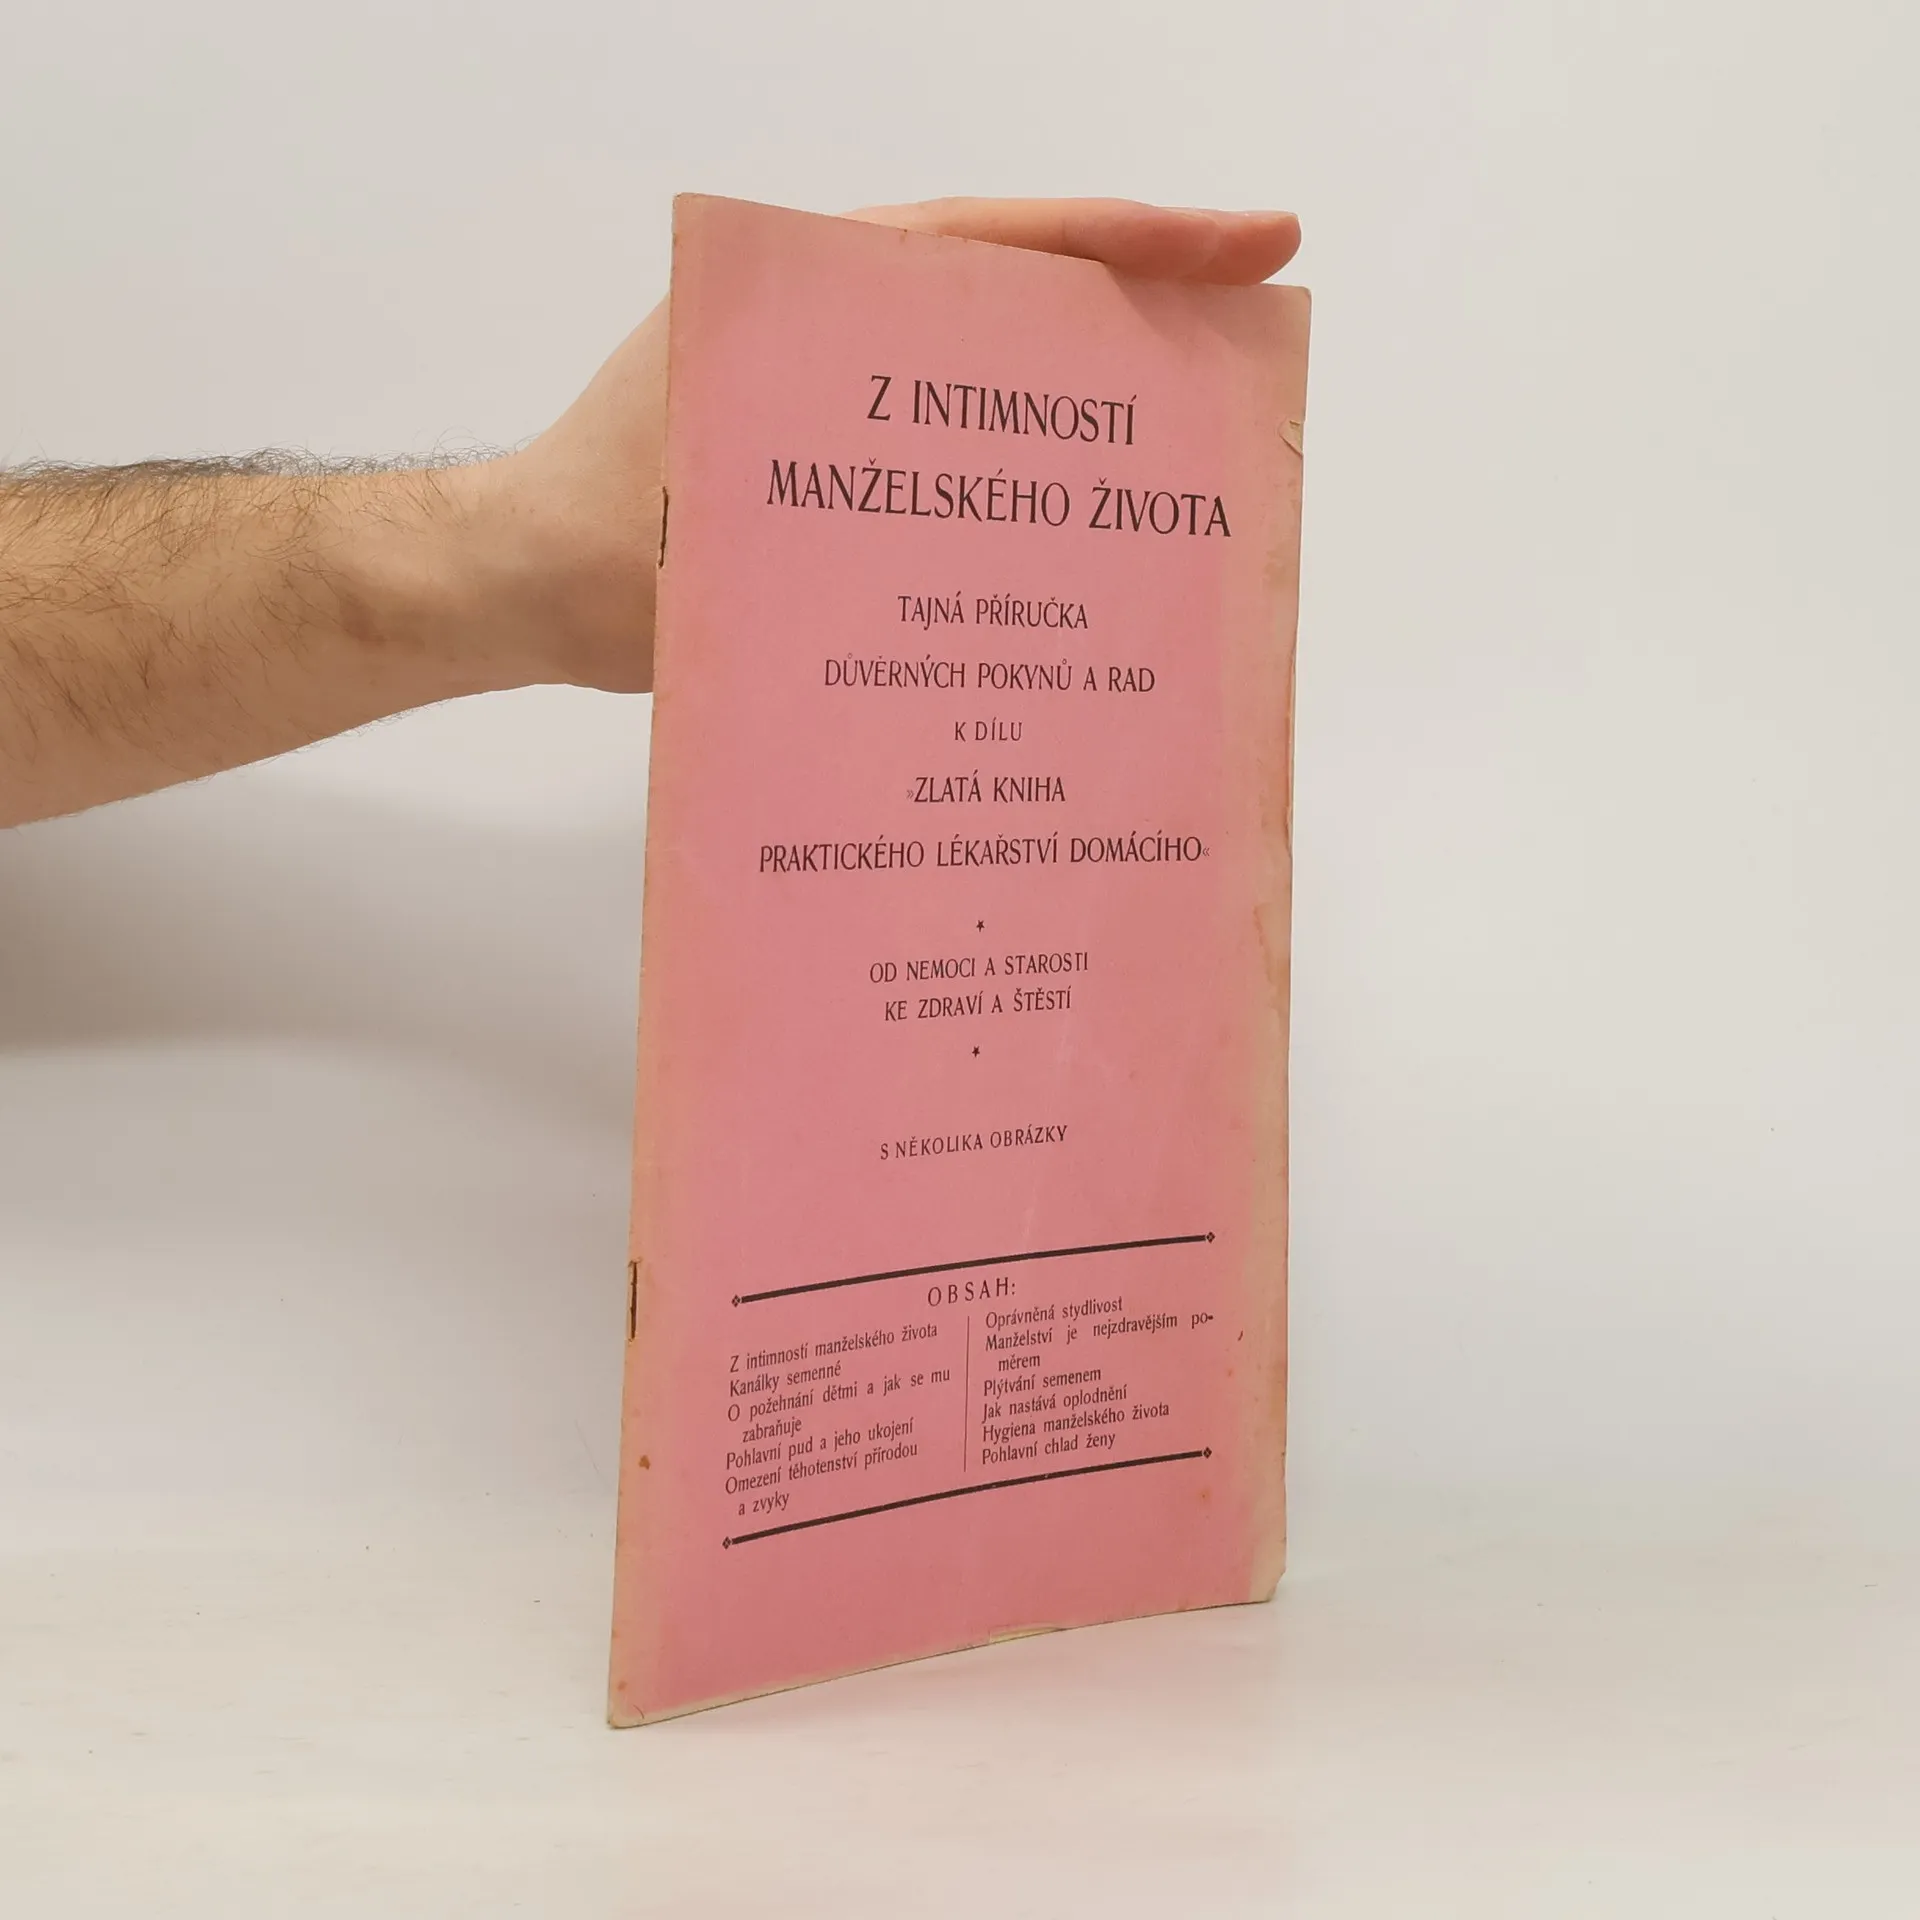 Z INTIMNOSTÍ
MANŽELSKÉHO ŽIVOTA
TAJNÁ PŘÍRUČKA
DŮVĚRNÝCH POKYNŮ A RAD
K DÍLU
»ZLATÁ KNIHA
PRAKTICKÉHO LÉKAŘSTVÍ DOMÁCÍHO«
OD NEMOCI A STAROSTI
KE ZDRAVÍ A ŠTĚSTÍ
S NĚKOLIKA OBRÁZKY
OBSAH:
Z intimností manželského života
Kanálky semenné
O požehnání dětmi a jak se mu
zabraňuje
Pohlavní pud a jeho ukojení
Omezení těhotenství přírodou
a zvyky
Oprávněná stydlivost
Manželství je nejzdravějším po-
měrem
Plýtvání semenem
Jak nastává oplodnění
Hygiena manželského života
Pohlavní chlad ženy